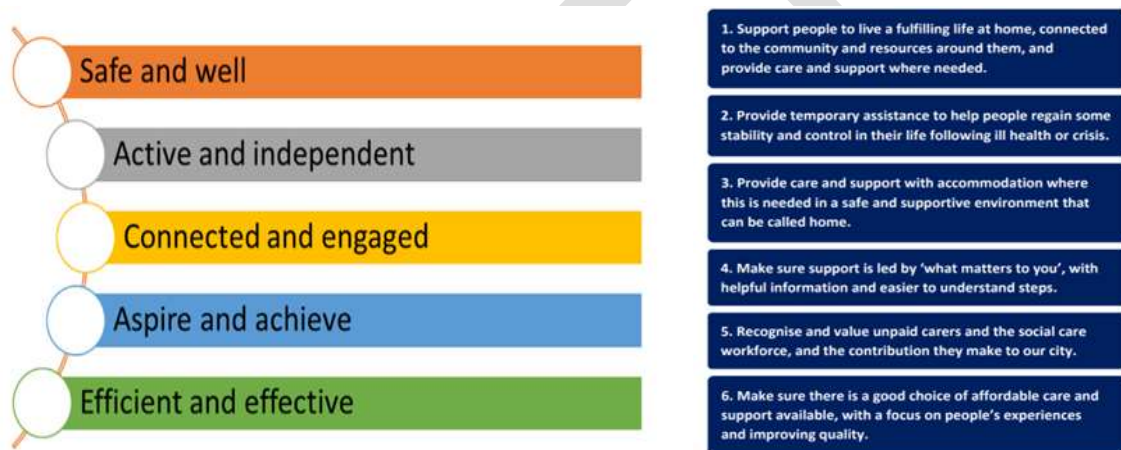 Safe and well
Active and independent
Connected and engaged
Aspire and achieve
Efficient and effective
1. Support people to live a fulfilling life at home, connected
to the community and resources around them, and
provide care and support where needed.
2. Provide temporary assistance to help people regain some
stability and control in their life following ill health or crisis.
3. Provide care and support with accommodation where
this is needed in a safe and supportive environment that
can be called home.
4. Make sure support is led by ‘what matters to you’, with
helpful information and easier to understand steps.
5. Recognise and value unpaid carers and the social care
workforce, and the contribution they make to our city.
6. Make sure there is a good choice of affordable care and
support available, with a focus on people’s experiences
and improving quality.